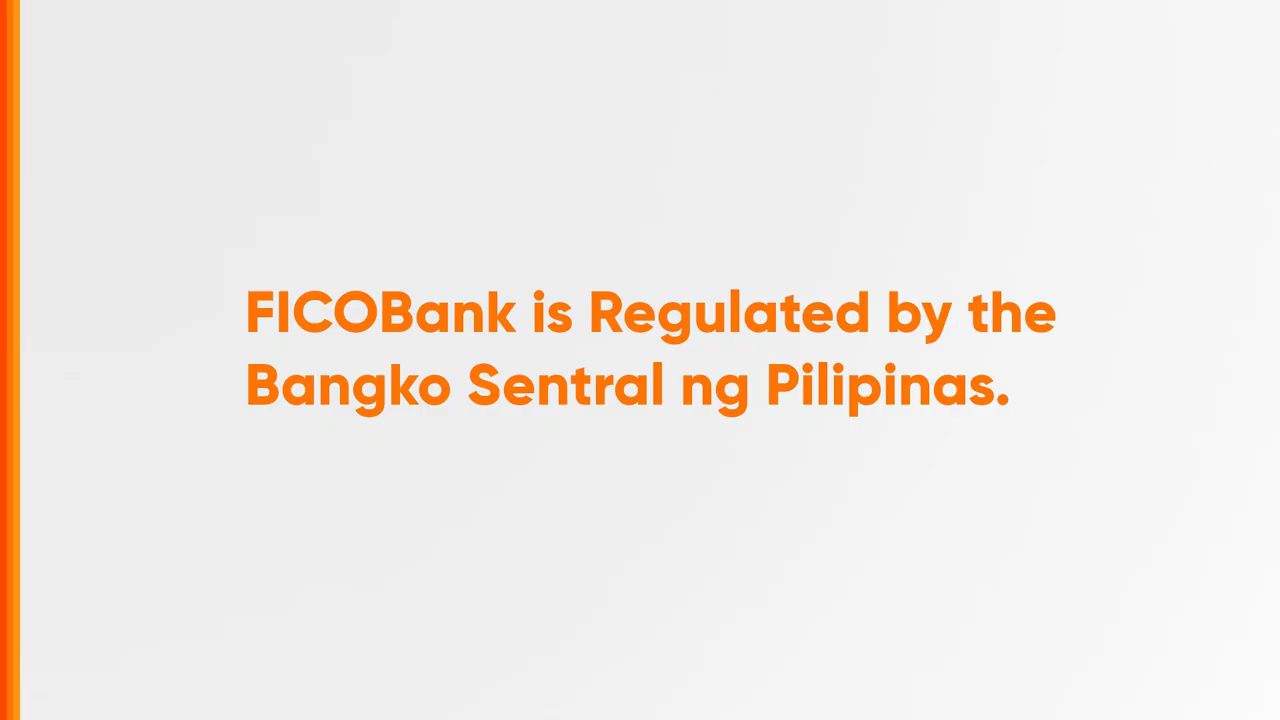 FICOBank is Regulated by the
Bangko Sentral ng Pilipinas.